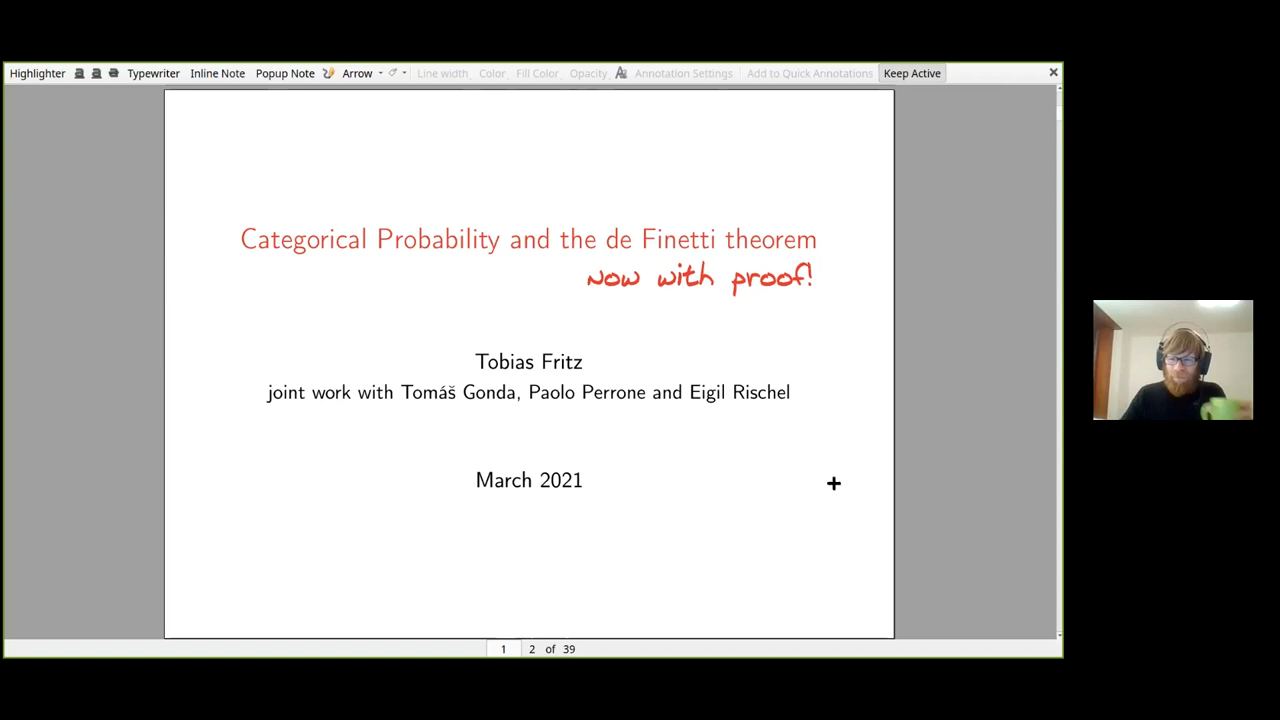 Highlighter Typewriter Inline Note Popup Note Arrow Line width Color Fill Color Opacity Annotation Settings Add to Quick Annotations Keep Active
Categorical Probability and the de Finetti theorem
now with proof!
Tobias Fritz
joint work with Tomáš Gonda, Paolo Perrone and Eigil Rischel
March 2021
1 2 of 39